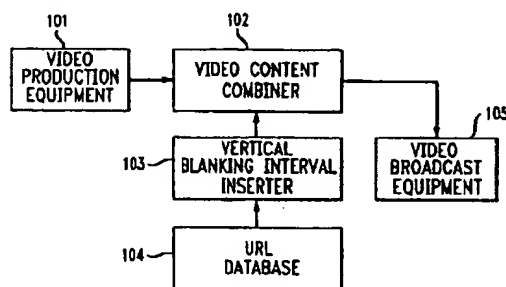 101
VIDEO
PRODUCTION
EQUIPMENT
102
VIDEO CONTENT
COMBINER
103
VERTICAL
BLANKING INTERVAL
INSERTER
105
VIDEO
BROADCAST
EQUIPMENT
104
URL
DATABASE